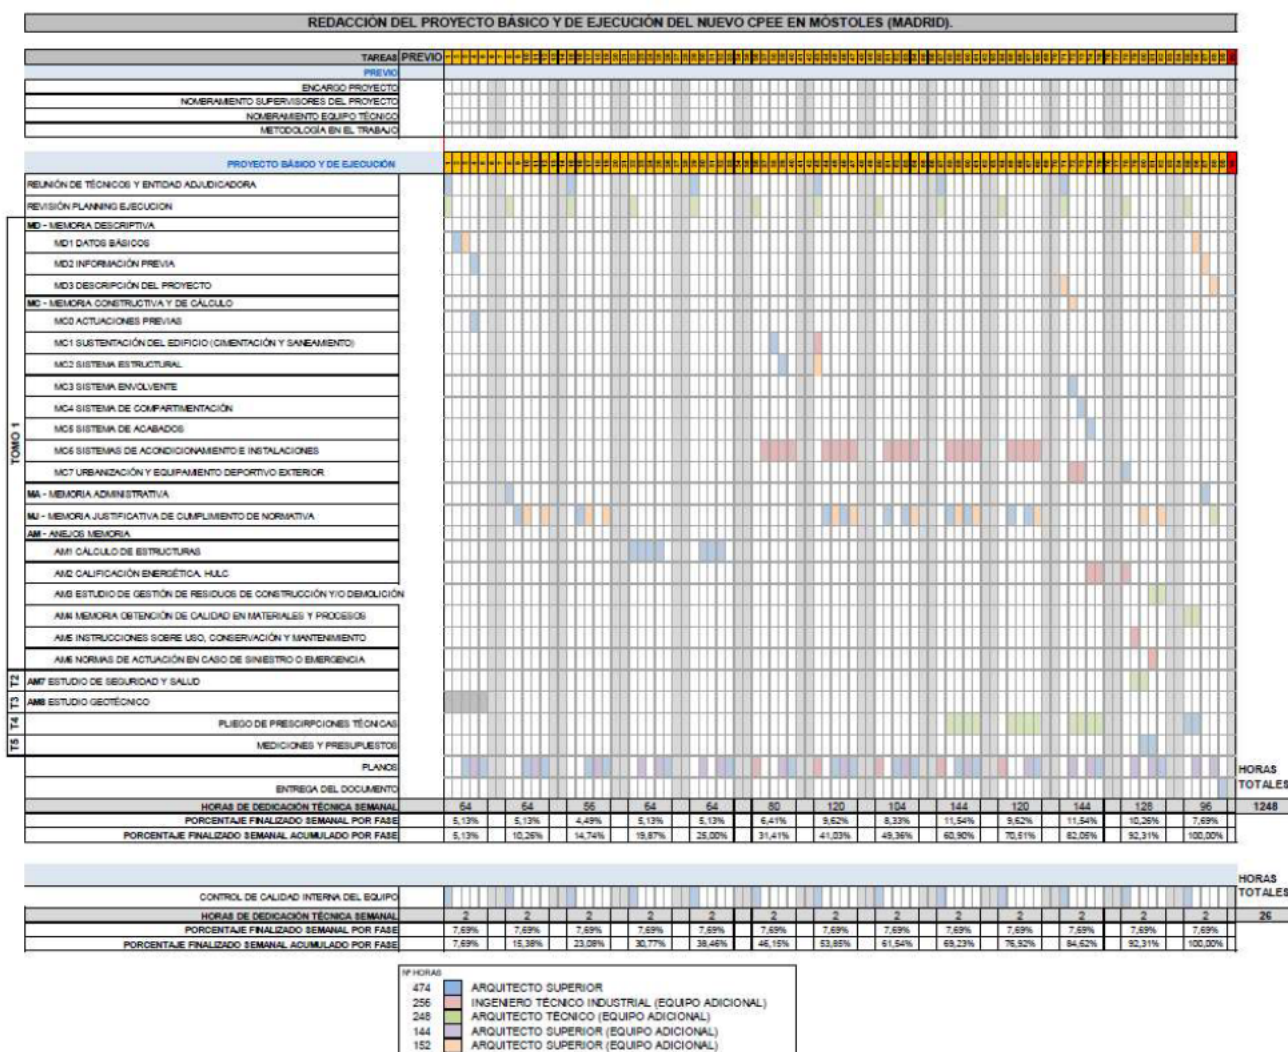 REDACCIÓN DEL PROYECTO BÁSICO Y DE EJECUCIÓN DEL NUEVO CPEE EN MÓSTOLES (MADRID).
TAREAS PREVIO
PREVIO
ENCARGO PROYECTO
NOMBRAMIENTO SUPERVISORES DEL PROYECTO
NOMBRAMIENTO EQUIPO TÉCNICO
METODOLOGÍA EN EL TRABAJO
PROYECTO BÁSICO Y DE EJECUCIÓN
REUNIÓN DE TÉCNICOS Y ENTIDAD ADJUDICADORA
REVISIÓN PLANNING EJECUCION
TOMO 1
MD - MEMORIA DESCRIPTIVA
MD1 DATOS BÁSICOS
MD2 INFORMACIÓN PREVIA
MD3 DESCRIPCIÓN DEL PROYECTO
MC - MEMORIA CONSTRUCTIVA Y DE CÁLCULO
MC0 ACTUACIONES PREVIAS
MC1 SUSTENTACIÓN DEL EDIFICIO (CIMENTACIÓN Y SANEAMIENTO)
MC2 SISTEMA ESTRUCTURAL
MC3 SISTEMA ENVOLVENTE
MC4 SISTEMA DE COMPARTIMENTACIÓN
MC5 SISTEMA DE ACABADOS
MC6 SISTEMAS DE ACONDICIONAMIENTO E INSTALACIONES
MC7 URBANIZACIÓN Y EQUIPAMIENTO DEPORTIVO EXTERIOR
MA - MEMORIA ADMINISTRATIVA
MJ - MEMORIA JUSTIFICATIVA DE CUMPLIMIENTO DE NORMATIVA
AM - ANEJOS MEMORIA
AM1 CÁLCULO DE ESTRUCTURAS
AM2 CALIFICACIÓN ENERGÉTICA. HULC
AM3 ESTUDIO DE GESTIÓN DE RESIDUOS DE CONSTRUCCIÓN Y/O DEMOLICIÓN
AM4 MEMORIA OBTENCIÓN DE CALIDAD EN MATERIALES Y PROCESOS
AM5 INSTRUCCIONES SOBRE USO, CONSERVACIÓN Y MANTENIMIENTO
AM6 NORMAS DE ACTUACIÓN EN CASO DE SINIESTRO O EMERGENCIA
T2 AM7 ESTUDIO DE SEGURIDAD Y SALUD
T3 AM8 ESTUDIO GEOTÉCNICO
T4 PLIEGO DE PRESCIRPCIONES TÉCNICAS
T5 MEDICIONES Y PRESUPUESTOS
PLANOS
ENTREGA DEL DOCUMENTO
HORAS TOTALES
HORAS DE DEDICACIÓN TÉCNICA SEMANAL 64 64 56 64 64 80 120 104 144 120 144 128 96 1248
PORCENTAJE FINALIZADO SEMANAL POR FASE 5,13% 5,13% 4,49% 5,13% 5,13% 6,41% 9,62% 8,33% 11,54% 9,62% 11,54% 10,26% 7,69%
PORCENTAJE FINALIZADO SEMANAL ACUMULADO POR FASE 5,13% 10,26% 14,74% 19,87% 25,00% 31,41% 41,03% 49,36% 60,90% 70,51% 82,05% 92,31% 100,00%
HORAS TOTALES
CONTROL DE CALIDAD INTERNA DEL EQUIPO
HORAS DE DEDICACIÓN TÉCNICA SEMANAL 2 2 2 2 2 2 2 2 2 2 2 2 2 26
PORCENTAJE FINALIZADO SEMANAL POR FASE 7,69% 7,69% 7,69% 7,69% 7,69% 7,69% 7,69% 7,69% 7,69% 7,69% 7,69% 7,69% 7,69%
PORCENTAJE FINALIZADO SEMANAL ACUMULADO POR FASE 7,69% 15,38% 23,08% 30,77% 38,46% 46,15% 53,85% 61,54% 69,23% 76,92% 84,62% 92,31% 100,00%
Nº HORAS
474 ARQUITECTO SUPERIOR
256 INGENIERO TÉCNICO INDUSTRIAL (EQUIPO ADICIONAL)
248 ARQUITECTO TÉCNICO (EQUIPO ADICIONAL)
144 ARQUITECTO SUPERIOR (EQUIPO ADICIONAL)
152 ARQUITECTO SUPERIOR (EQUIPO ADICIONAL)